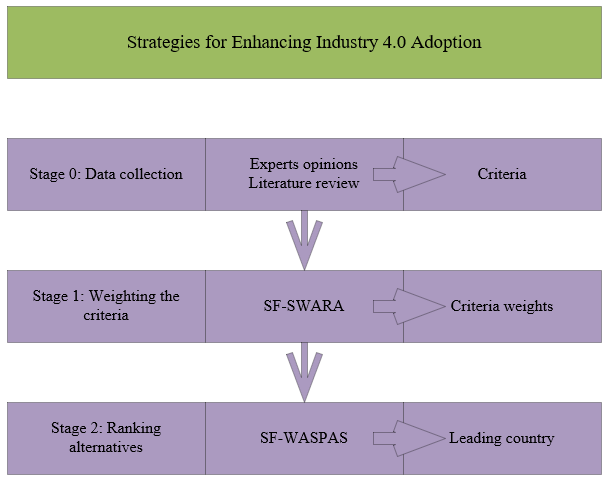 Strategies for Enhancing Industry 4.0 Adoption
Stage 0: Data collection
Experts opinions
Literature review
Criteria
Stage 1: Weighting the
criteria
SF-SWARA
Criteria weights
Stage 2: Ranking
alternatives
SF-WASPAS
Leading country